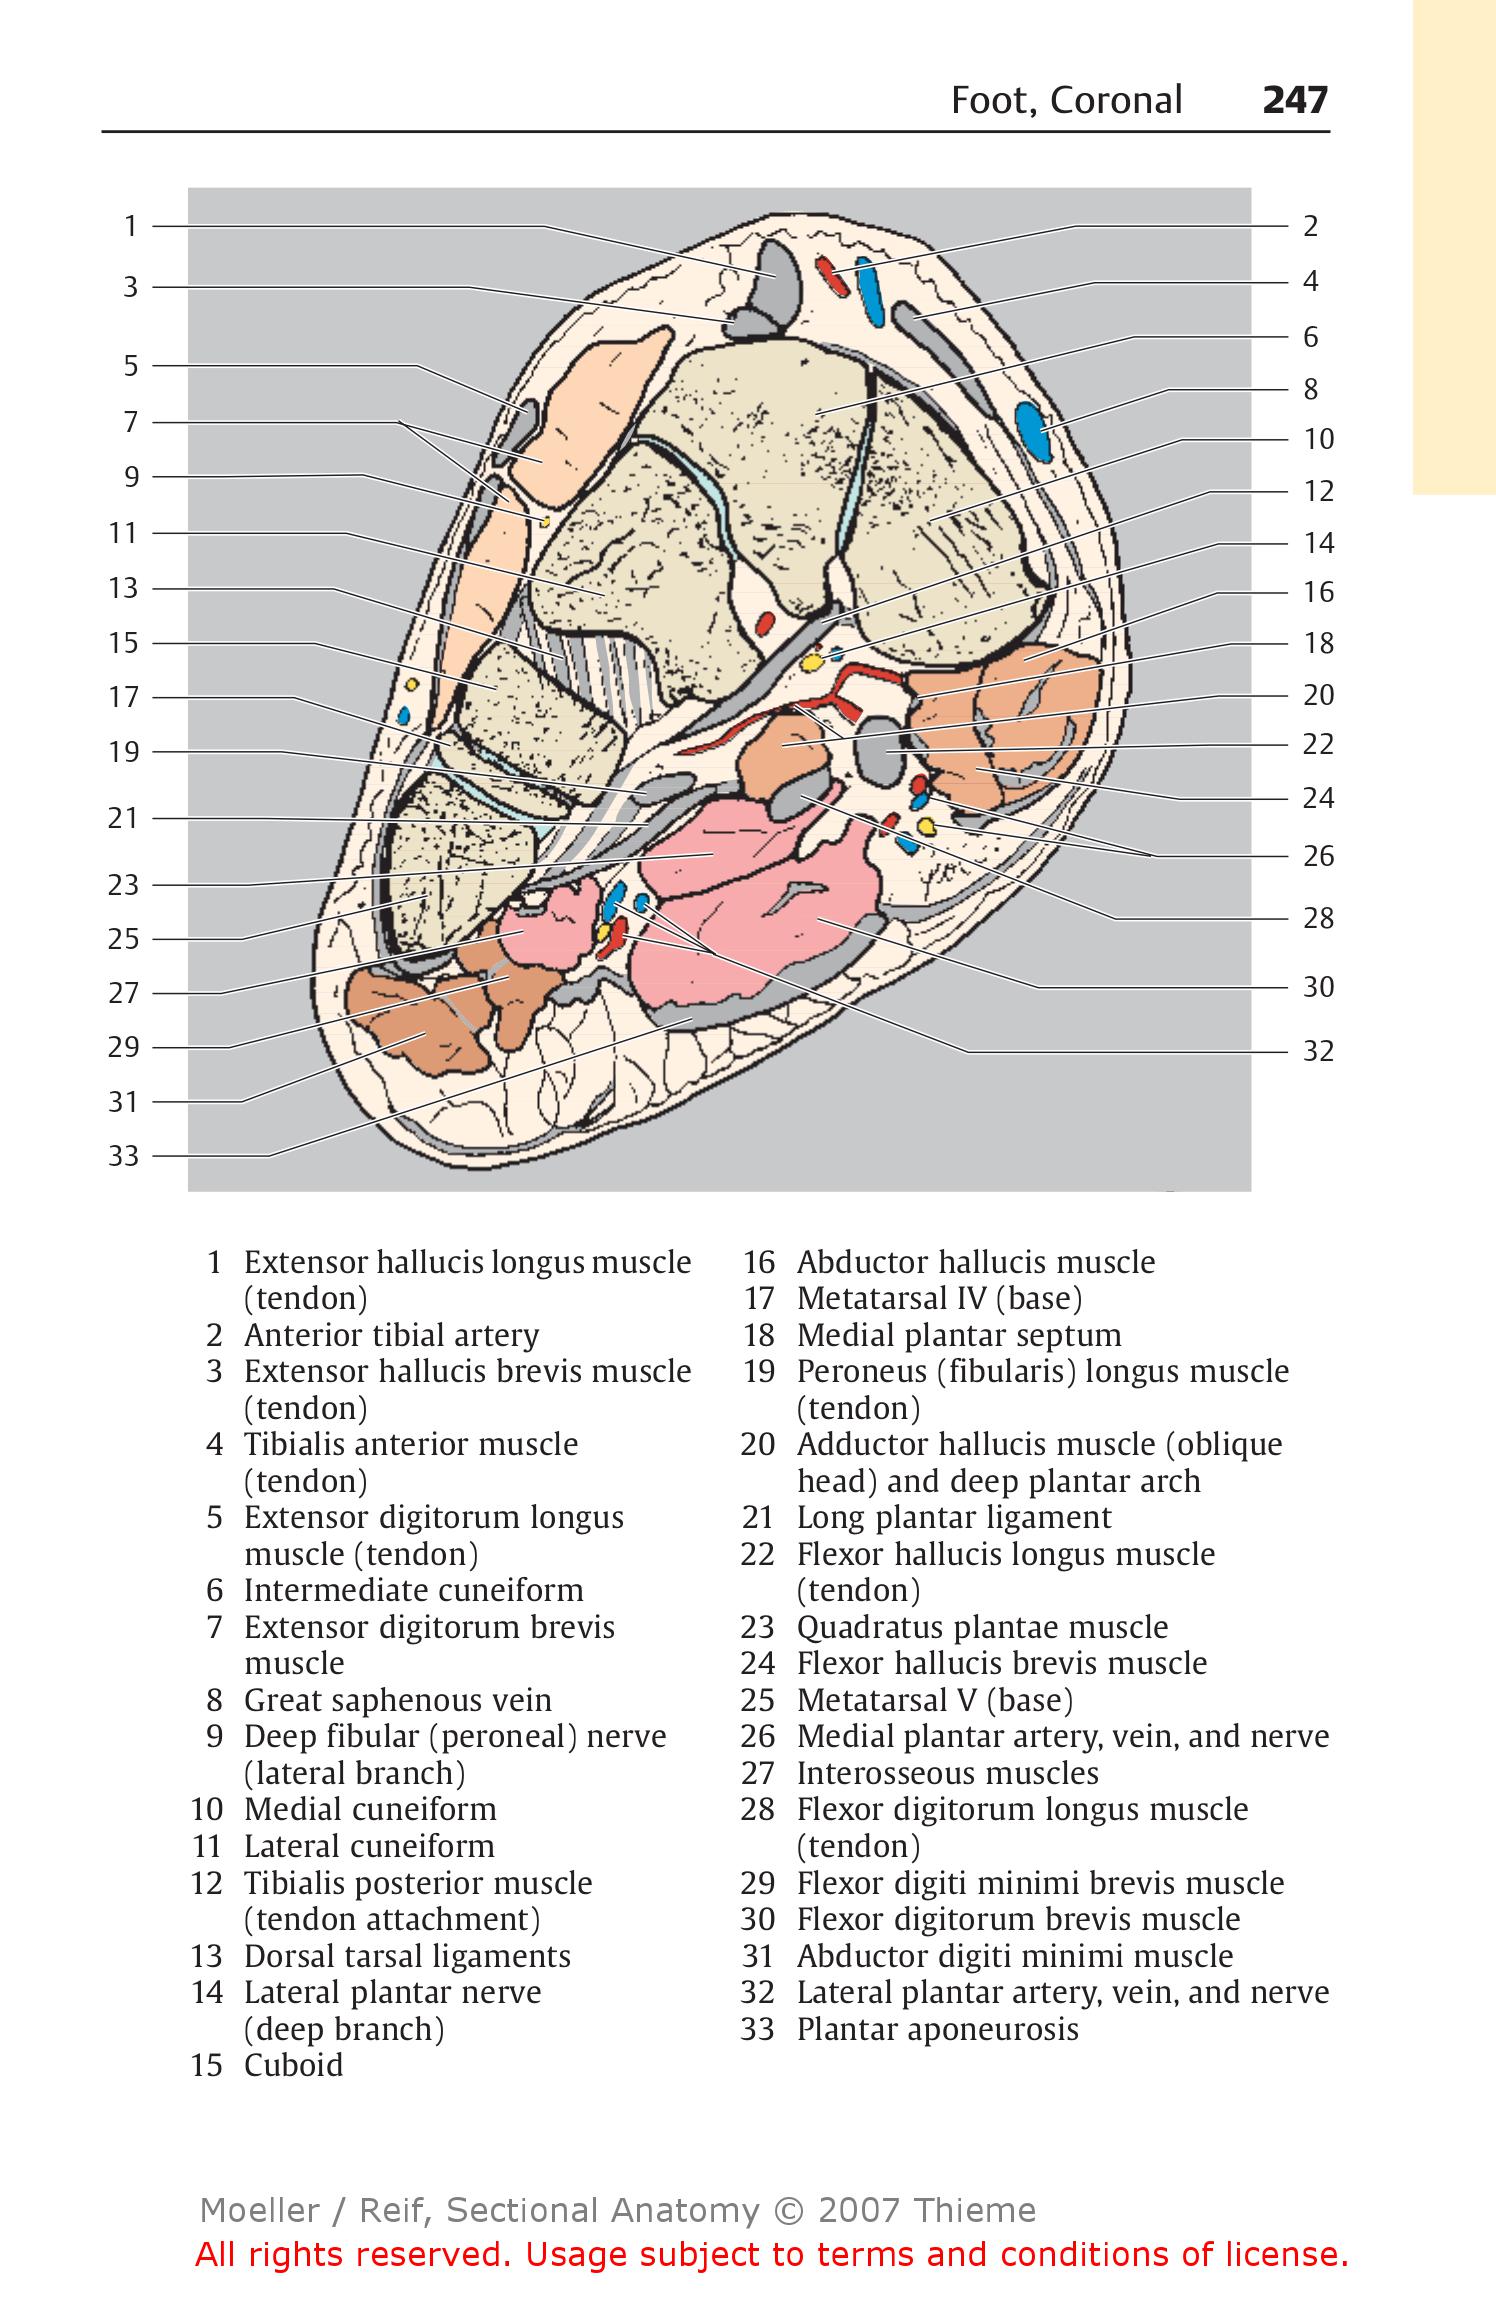 Foot, Coronal 247
1
3
5
7
9
11
13
15
17
19
21
23
25
27
29
31
33
2
4
6
8
10
12
14
16
18
20
22
24
26
28
30
32
1 Extensor hallucis longus muscle
(tendon)
2 Anterior tibial artery
3 Extensor hallucis brevis muscle
(tendon)
4 Tibialis anterior muscle
(tendon)
5 Extensor digitorum longus
muscle (tendon)
6 Intermediate cuneiform
7 Extensor digitorum brevis
muscle
8 Great saphenous vein
9 Deep fibular (peroneal) nerve
(lateral branch)
10 Medial cuneiform
11 Lateral cuneiform
12 Tibialis posterior muscle
(tendon attachment)
13 Dorsal tarsal ligaments
14 Lateral plantar nerve
(deep branch)
15 Cuboid
16 Abductor hallucis muscle
17 Metatarsal IV (base)
18 Medial plantar septum
19 Peroneus (fibularis) longus muscle
(tendon)
20 Adductor hallucis muscle (oblique
head) and deep plantar arch
21 Long plantar ligament
22 Flexor hallucis longus muscle
(tendon)
23 Quadratus plantae muscle
24 Flexor hallucis brevis muscle
25 Metatarsal V (base)
26 Medial plantar artery, vein, and nerve
27 Interosseous muscles
28 Flexor digitorum longus muscle
(tendon)
29 Flexor digiti minimi brevis muscle
30 Flexor digitorum brevis muscle
31 Abductor digiti minimi muscle
32 Lateral plantar artery, vein, and nerve
33 Plantar aponeurosis
Moeller / Reif, Sectional Anatomy © 2007 Thieme
All rights reserved. Usage subject to terms and conditions of license.